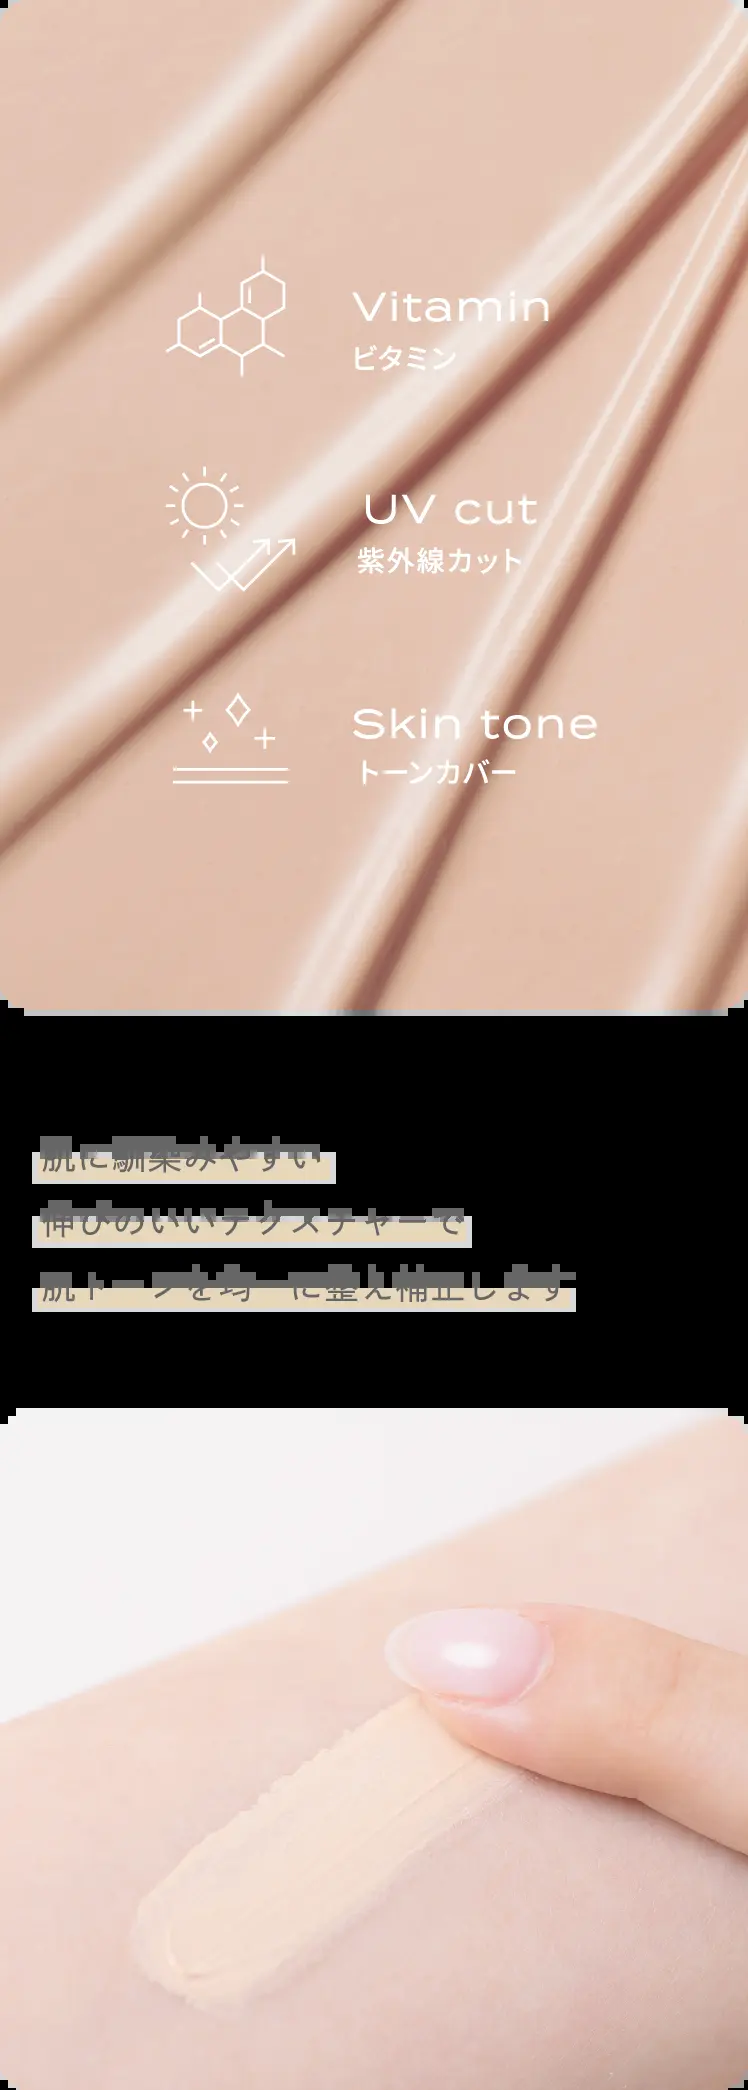 Vitamin
ビタミン
UV cut
紫外線カット
Skin tone
トーンカバー
肌に馴染みやすい
伸びのいいテクスチャーで
肌トーンを均一に整え補正します